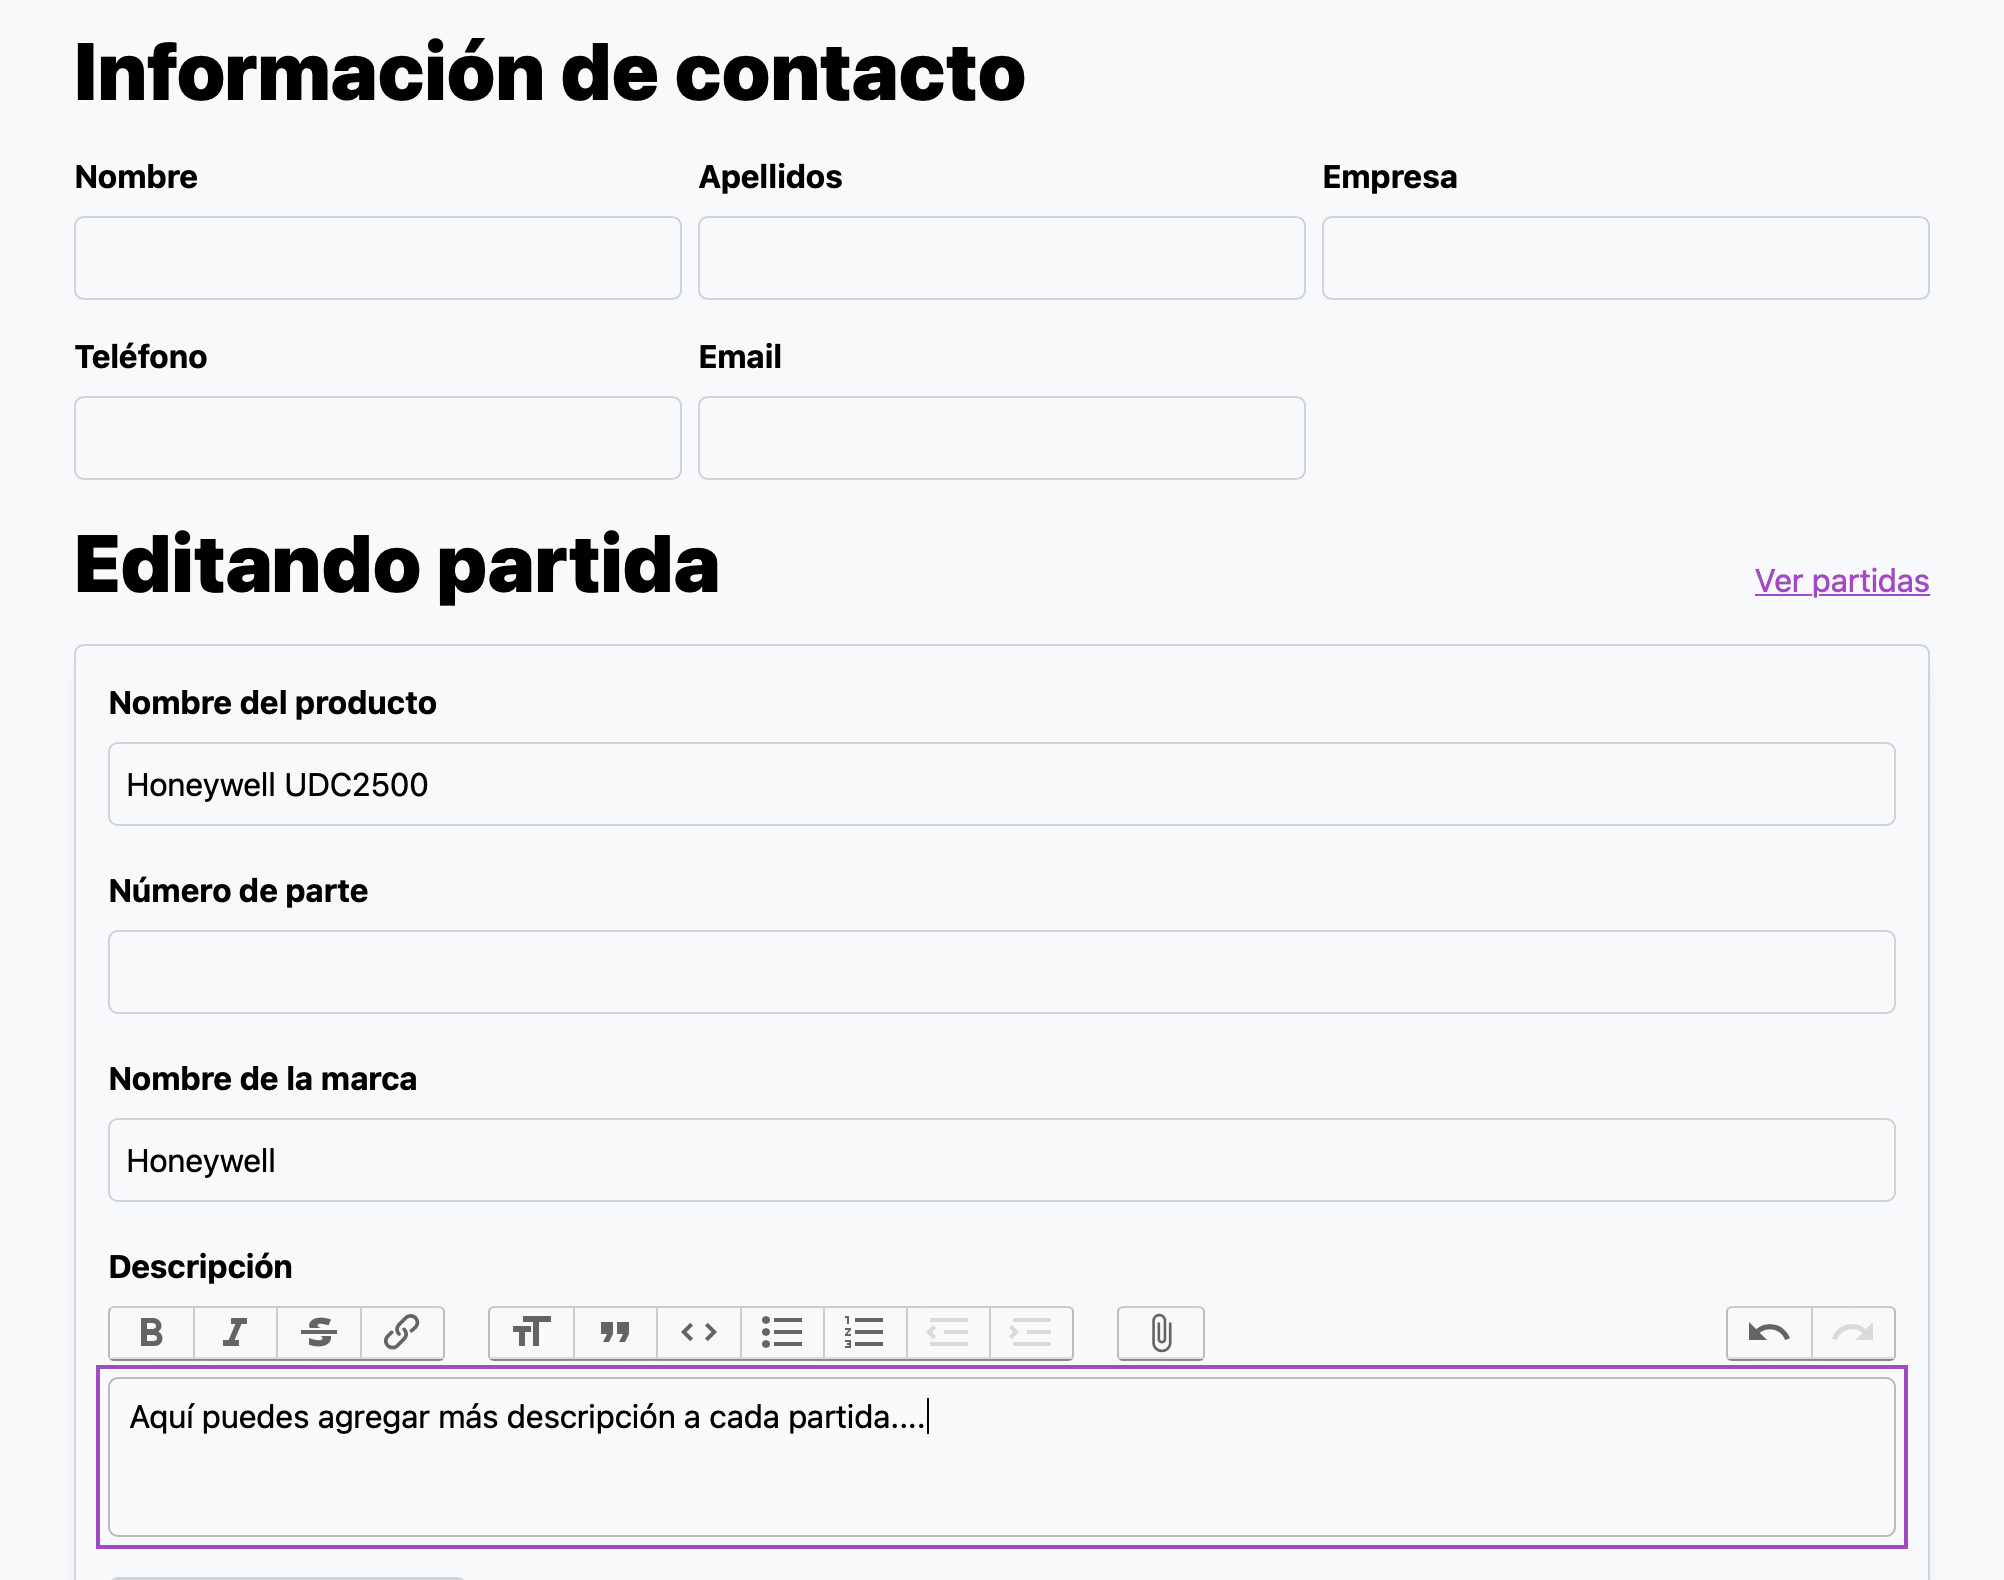 Información de contacto
Nombre
Apellidos
Empresa
Teléfono
Email
Editando partida
Ver partidas
Nombre del producto
Honeywell UDC2500
Número de parte
Nombre de la marca
Honeywell
Descripción
Aquí puedes agregar más descripción a cada partida....